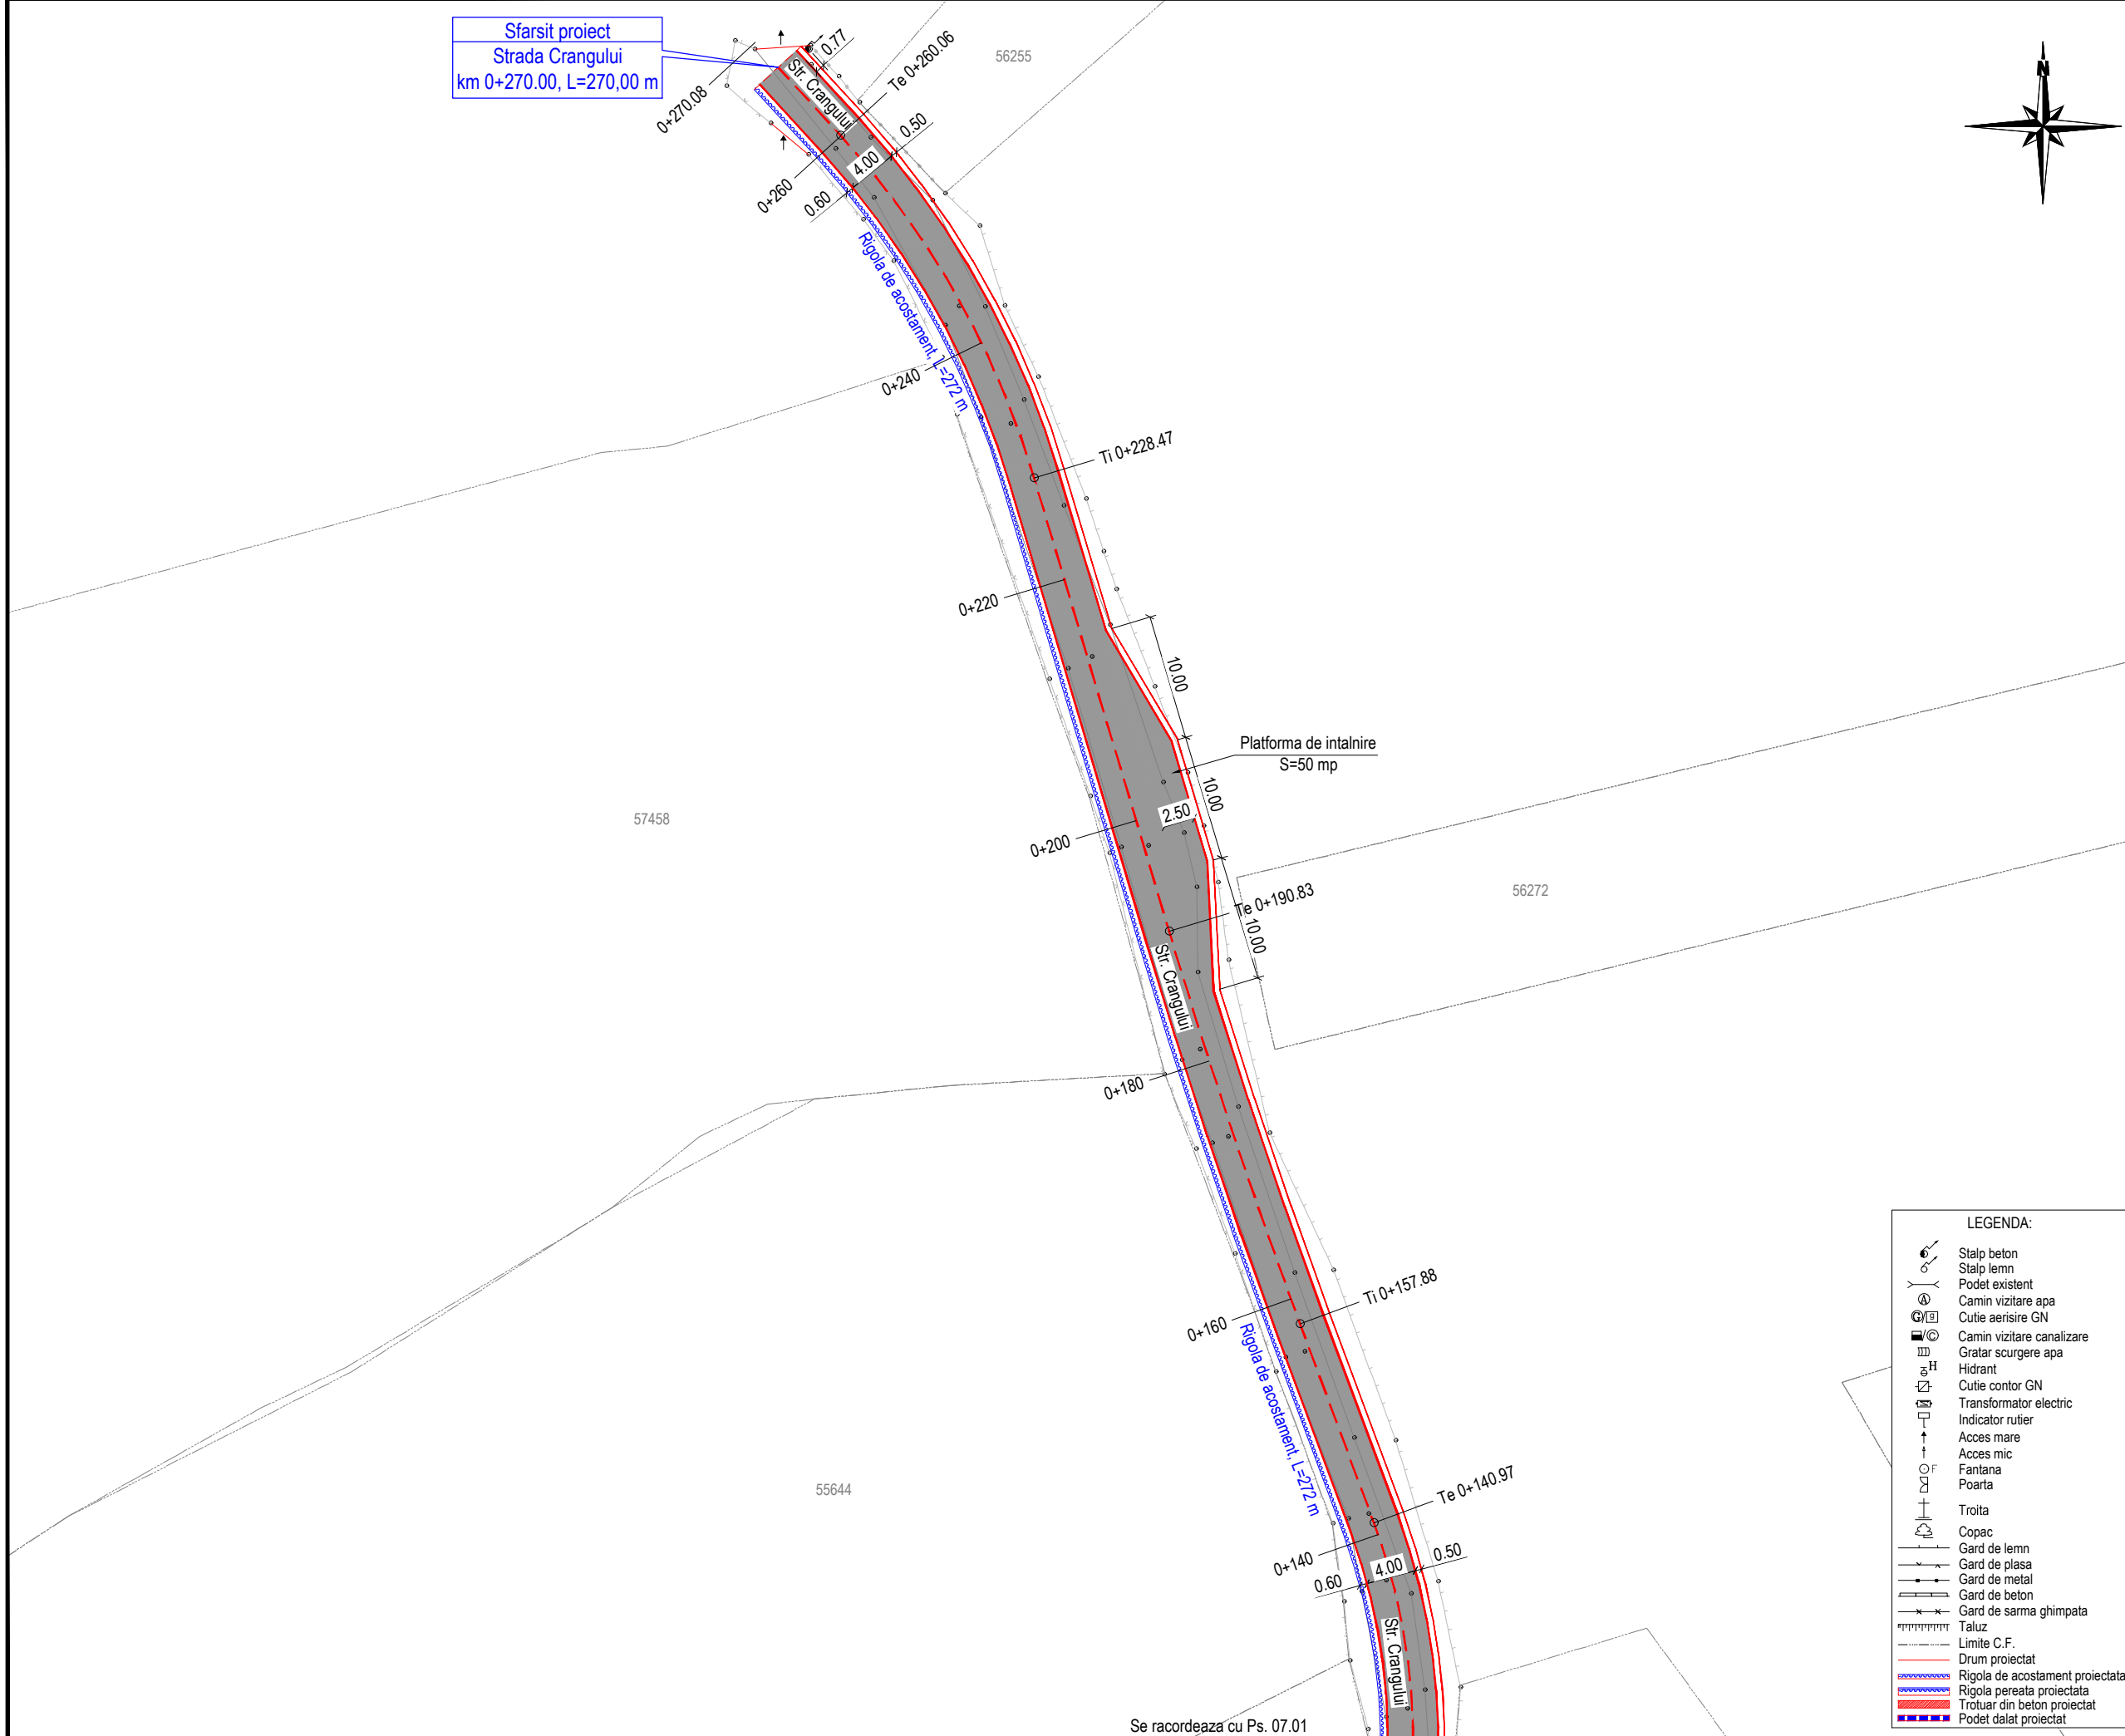 Sfarsit proiect
Strada Crangului
km 0+270.00, L=270,00 m
56255
N
0.77
Str. Crangului
Te 0+260.06
0+270.08
0.50
4.00
0+260
0.60
Rigola de acostament, L=272 m
0+240
Ti 0+228.47
0+220
10.00
Platforma de intalnire
S=50 mp
10.00
2.50
57458
0+200
56272
Te 0+190.83
10.00
Str. Crangului
0+180
Ti 0+157.88
0+160
Rigola de acostament, L=272 m
55644
Te 0+140.97
0+140
0.50
4.00
0.60
Str. Crangului
Se racordeaza cu Ps. 07.01
LEGENDA:
Stalp beton
Stalp lemn
Podet existent
A Camin vizitare apa
G/g Cutie aerisire GN
/C Camin vizitare canalizare
Gratar scurgere apa
H Hidrant
Cutie contor GN
Transformator electric
Indicator rutier
Acces mare
Acces mic
F Fantana
Poarta
Troita
Copac
Gard de lemn
Gard de plasa
Gard de metal
Gard de beton
Gard de sarma ghimpata
Taluz
Limite C.F.
Drum proiectat
Rigola de acostament proiectata
Rigola pereata proiectata
Trotuar din beton proiectat
Podet dalat proiectat